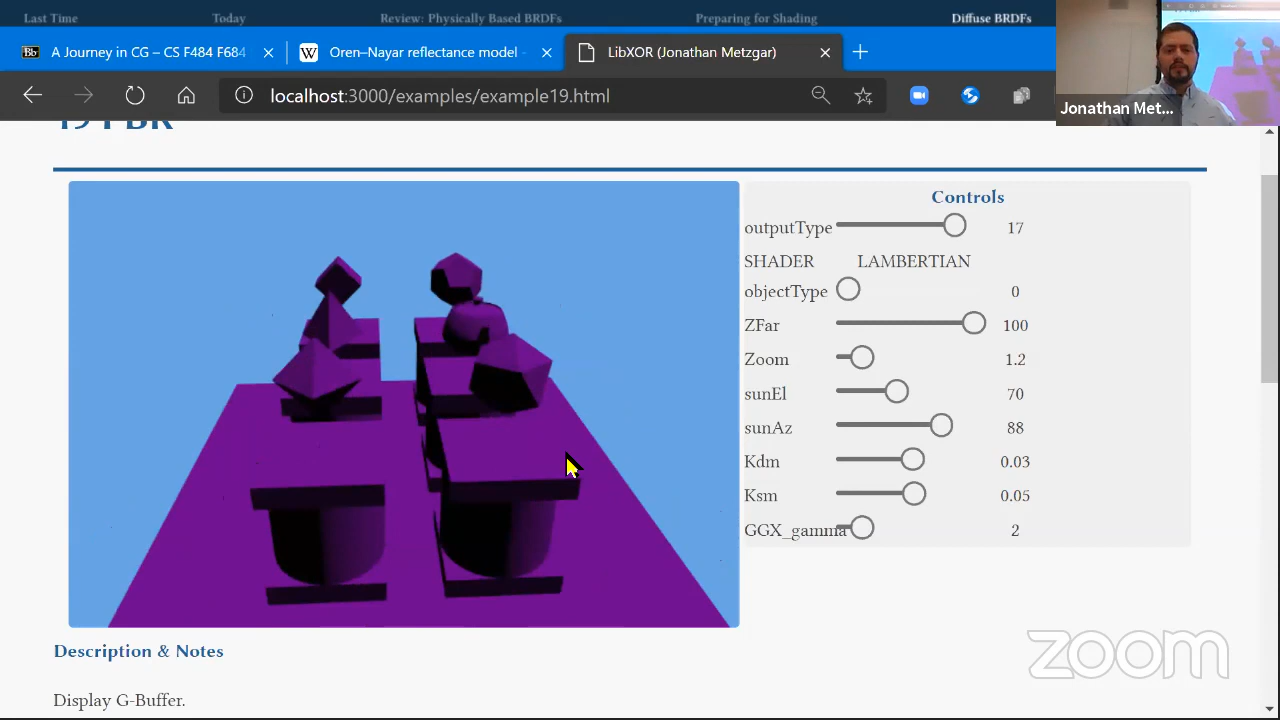 Last Time Today Review: Physically Based BRDFs Preparing for Shading Diffuse BRDFs
Bb A Journey in CG – CS F484 F684 W Oren–Nayar reflectance model - LibXOR (Jonathan Metzgar)
localhost:3000/examples/example19.html
Jonathan Met...
19 PBR
Controls
outputType 17
SHADER LAMBERTIAN
objectType 0
ZFar 100
Zoom 1.2
sunEl 70
sunAz 88
Kdm 0.03
Ksm 0.05
GGX_gamma 2
Description & Notes
zoom
Display G-Buffer.